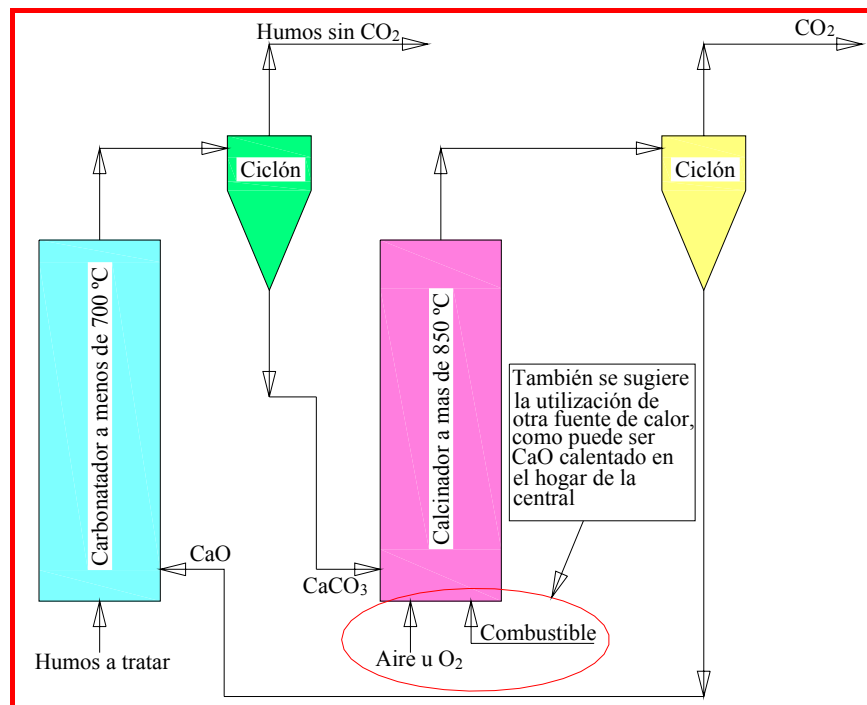 Humos sin CO₂
CO₂
Ciclón
Ciclón
Carbonatador a menos de 700 ºC
Calcinador a mas de 850 ºC
También se sugiere
la utilización de
otra fuente de calor,
como puede ser
CaO calentado en
el hogar de la
central
CaO
CaCO₃
Combustible
Humos a tratar
Aire u O₂